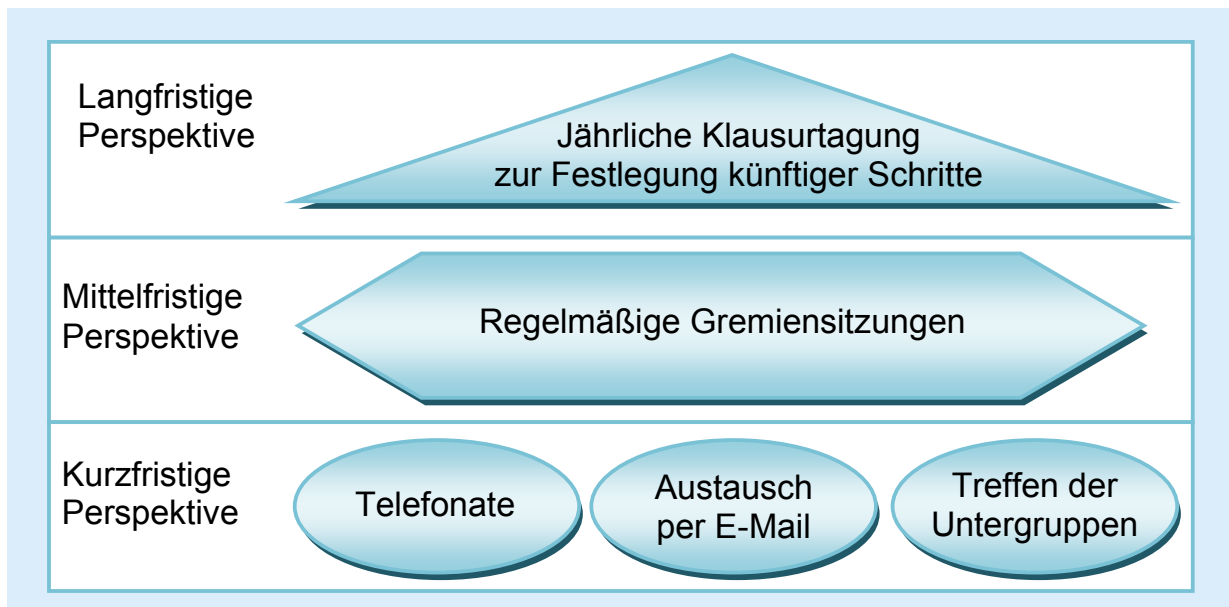 Langfristige
Perspektive
Jährliche Klausurtagung
zur Festlegung künftiger Schritte
Mittelfristige
Perspektive
Regelmäßige Gremiensitzungen
Kurzfristige
Perspektive
Telefonate
Austausch
per E-Mail
Treffen der
Untergruppen